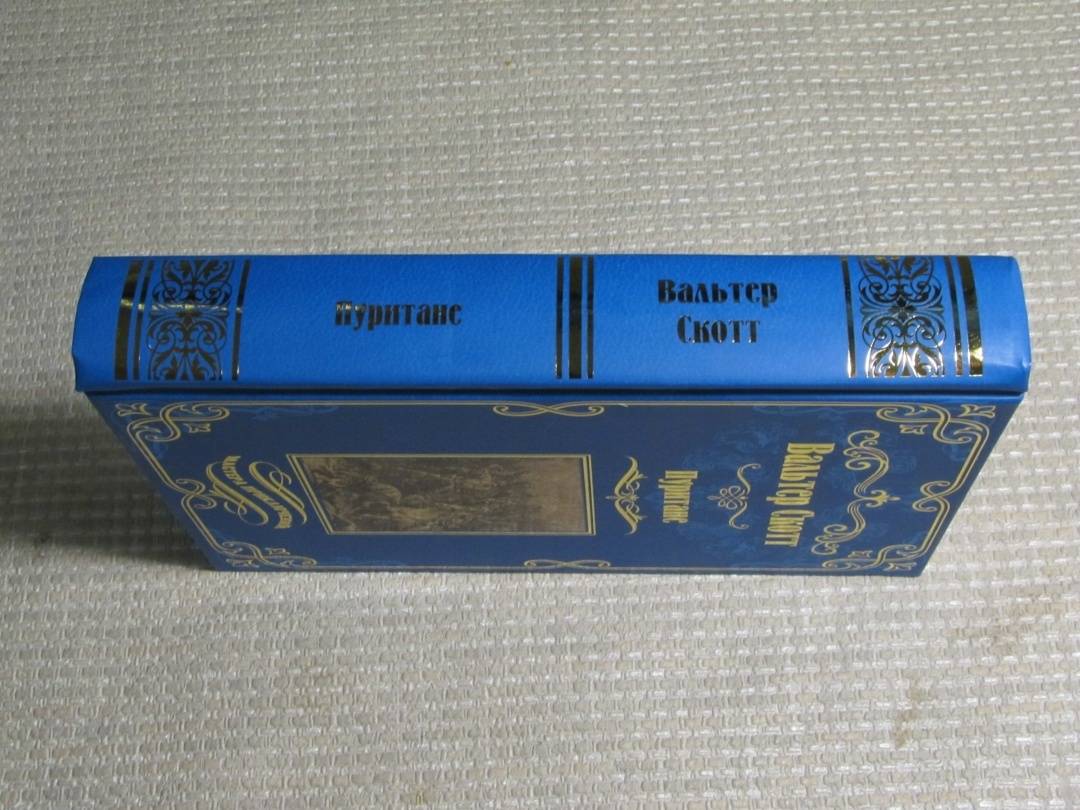 Пуритане
Вальтер
Скотт
Вальтер Скотт
Пуритане